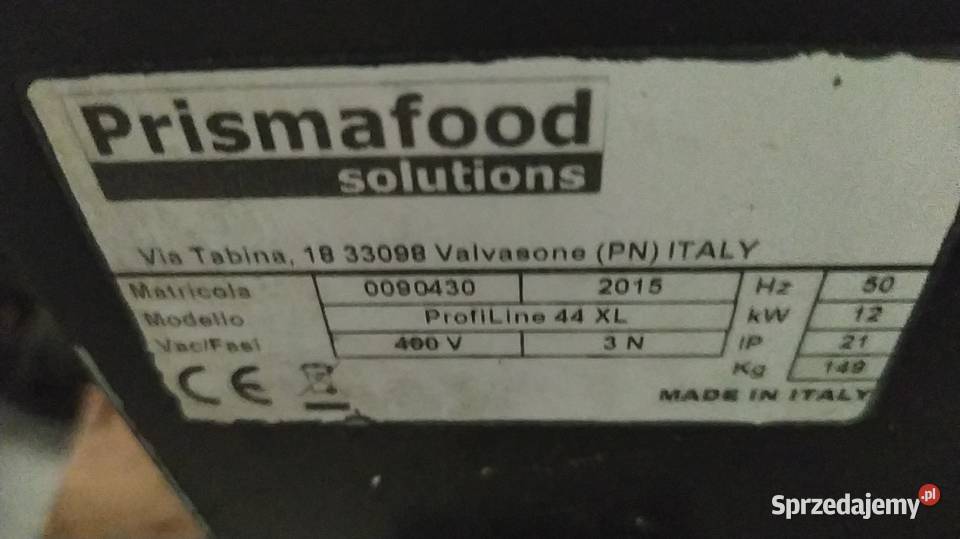 Prismafood
solutions
Via Tabina, 18 33098 Valvasone (PN) ITALY
Matricola 0090430 2015 Hz 50
Modello ProfiLine 44 XL kW 12
Vac/Fasi 400 V 3 N IP 21
Kg 149
CE
MADE IN ITALY
Sprzedajemy.pl